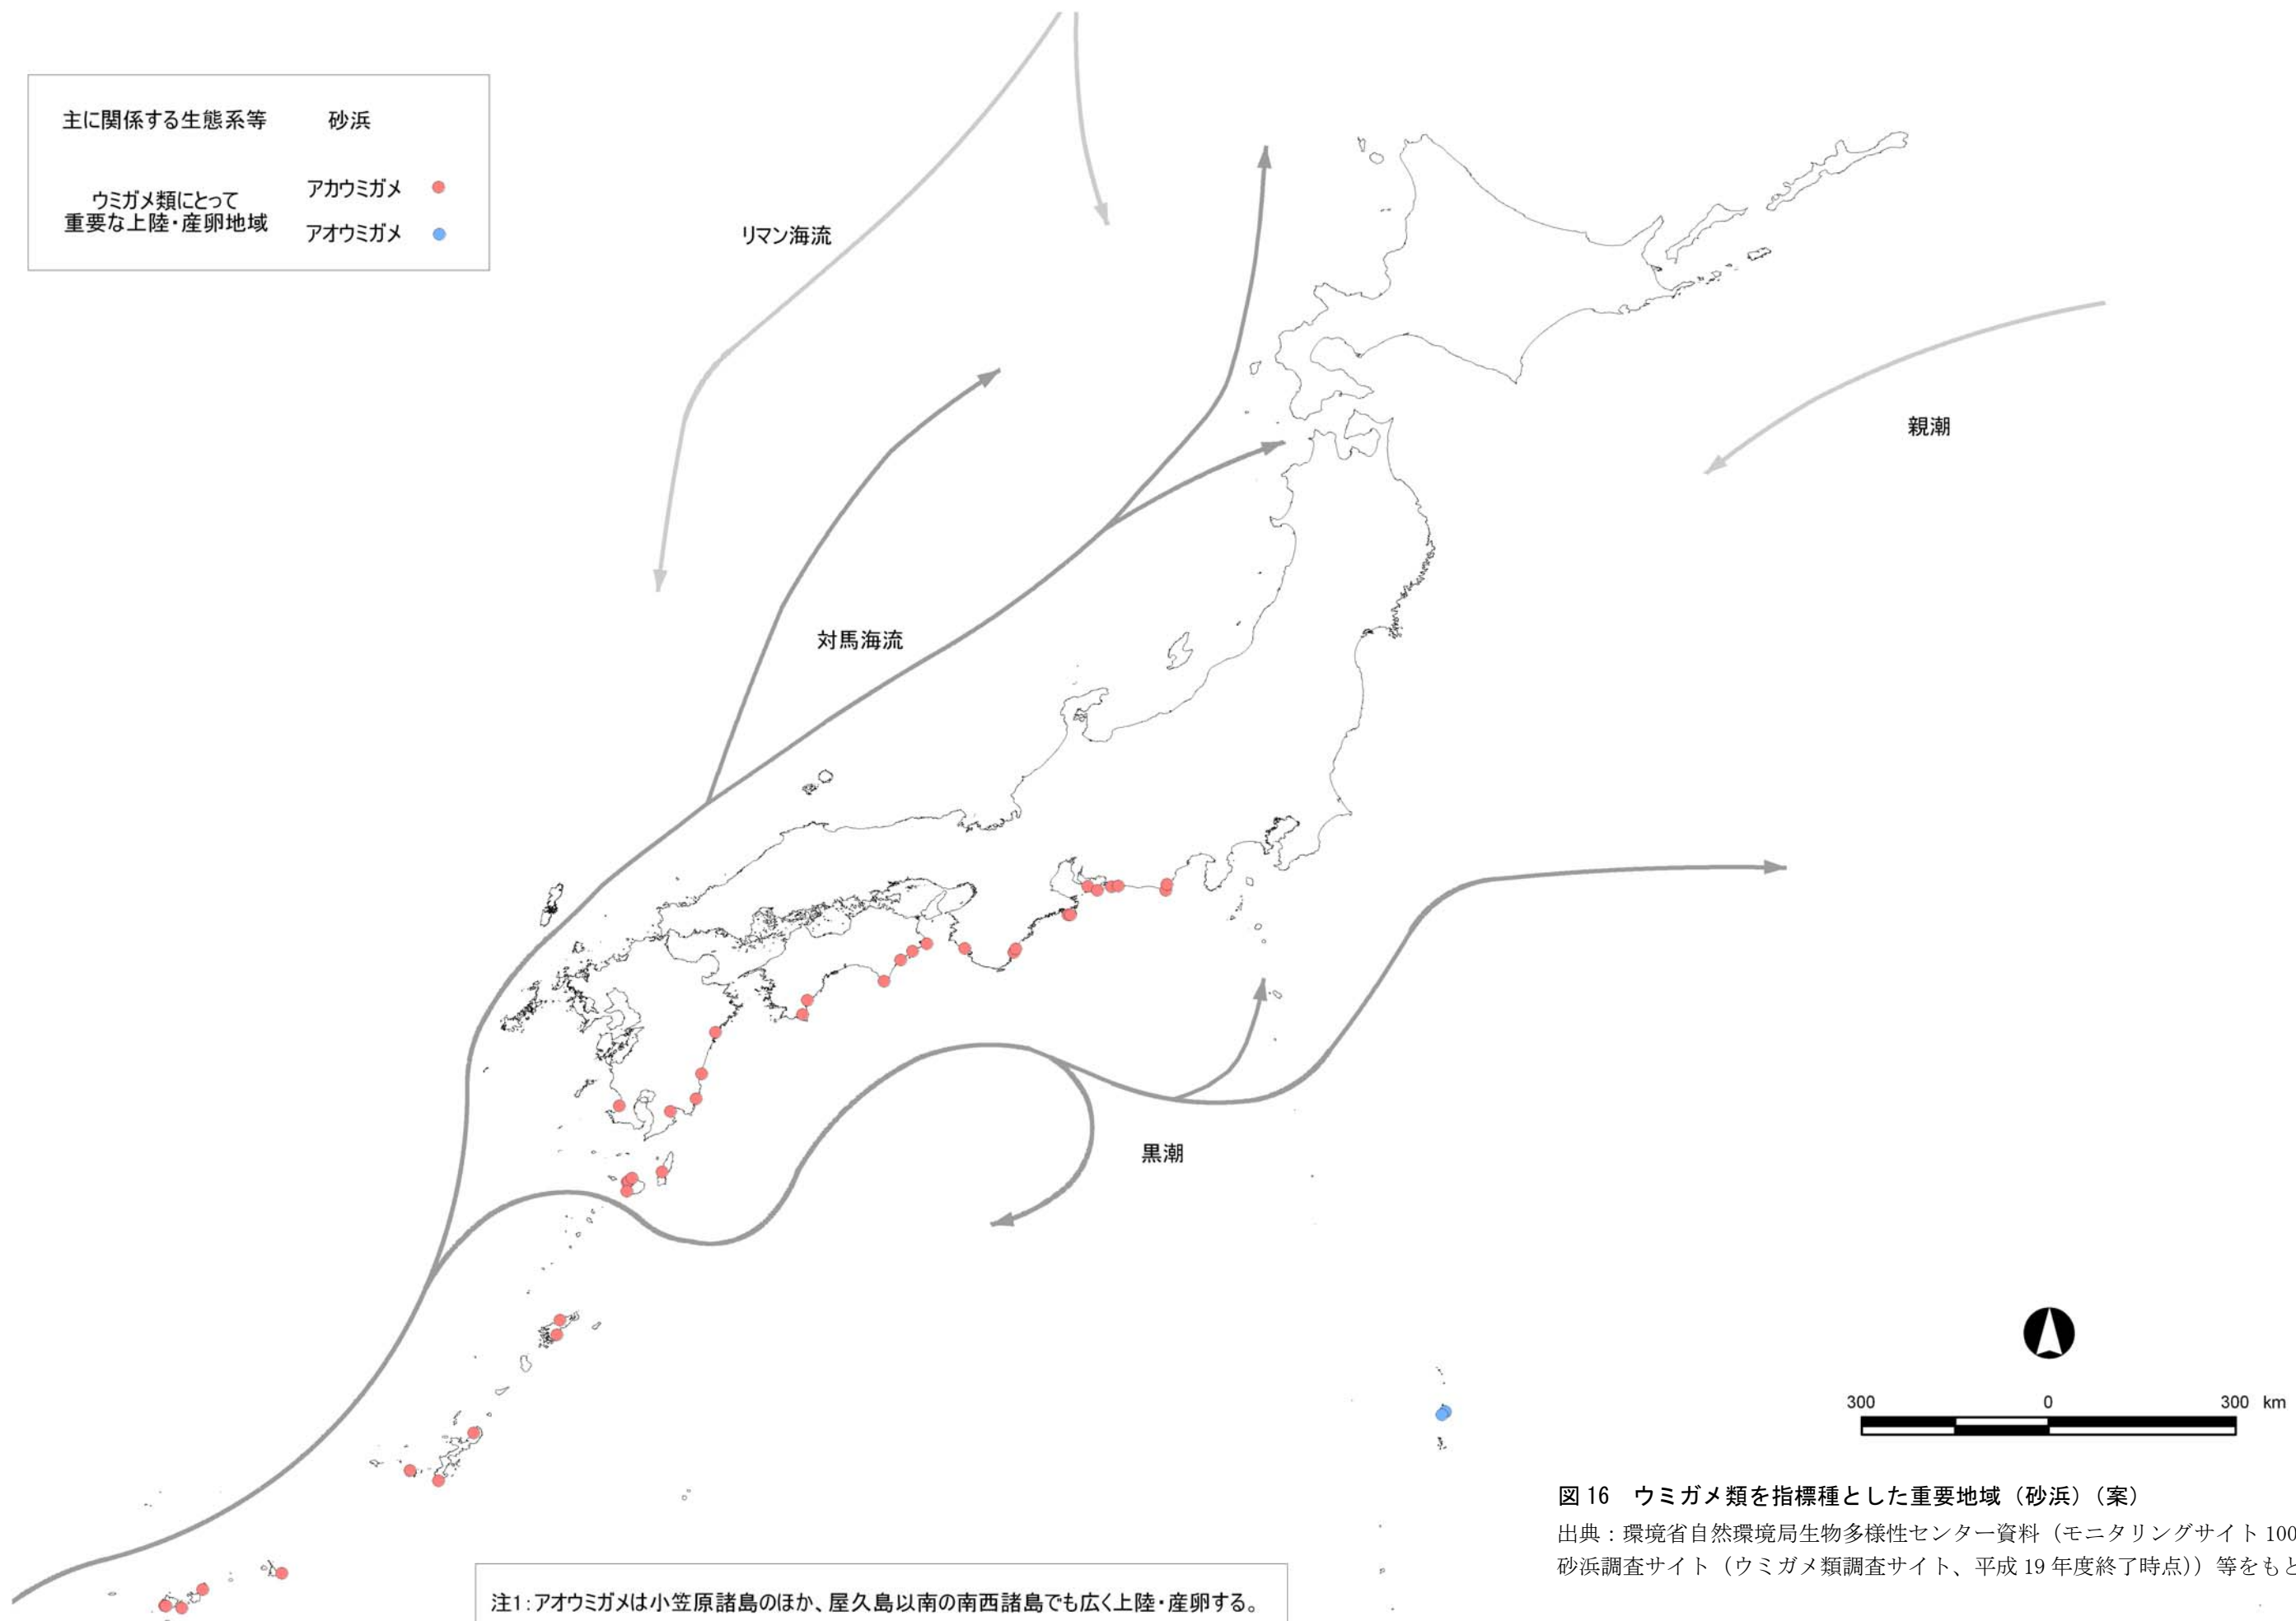 主に関係する生態系等 砂浜
ウミガメ類にとって
重要な上陸・産卵地域
アカウミガメ
アオウミガメ
リマン海流
親潮
対馬海流
黒潮
300 0 300 km
図 16 ウミガメ類を指標種とした重要地域（砂浜）（案）
出典：環境省自然環境局生物多様性センター資料（モニタリングサイト 100
砂浜調査サイト（ウミガメ類調査サイト、平成 19 年度終了時点））等をもと
注1：アオウミガメは小笠原諸島のほか、屋久島以南の南西諸島でも広く上陸・産卵する。